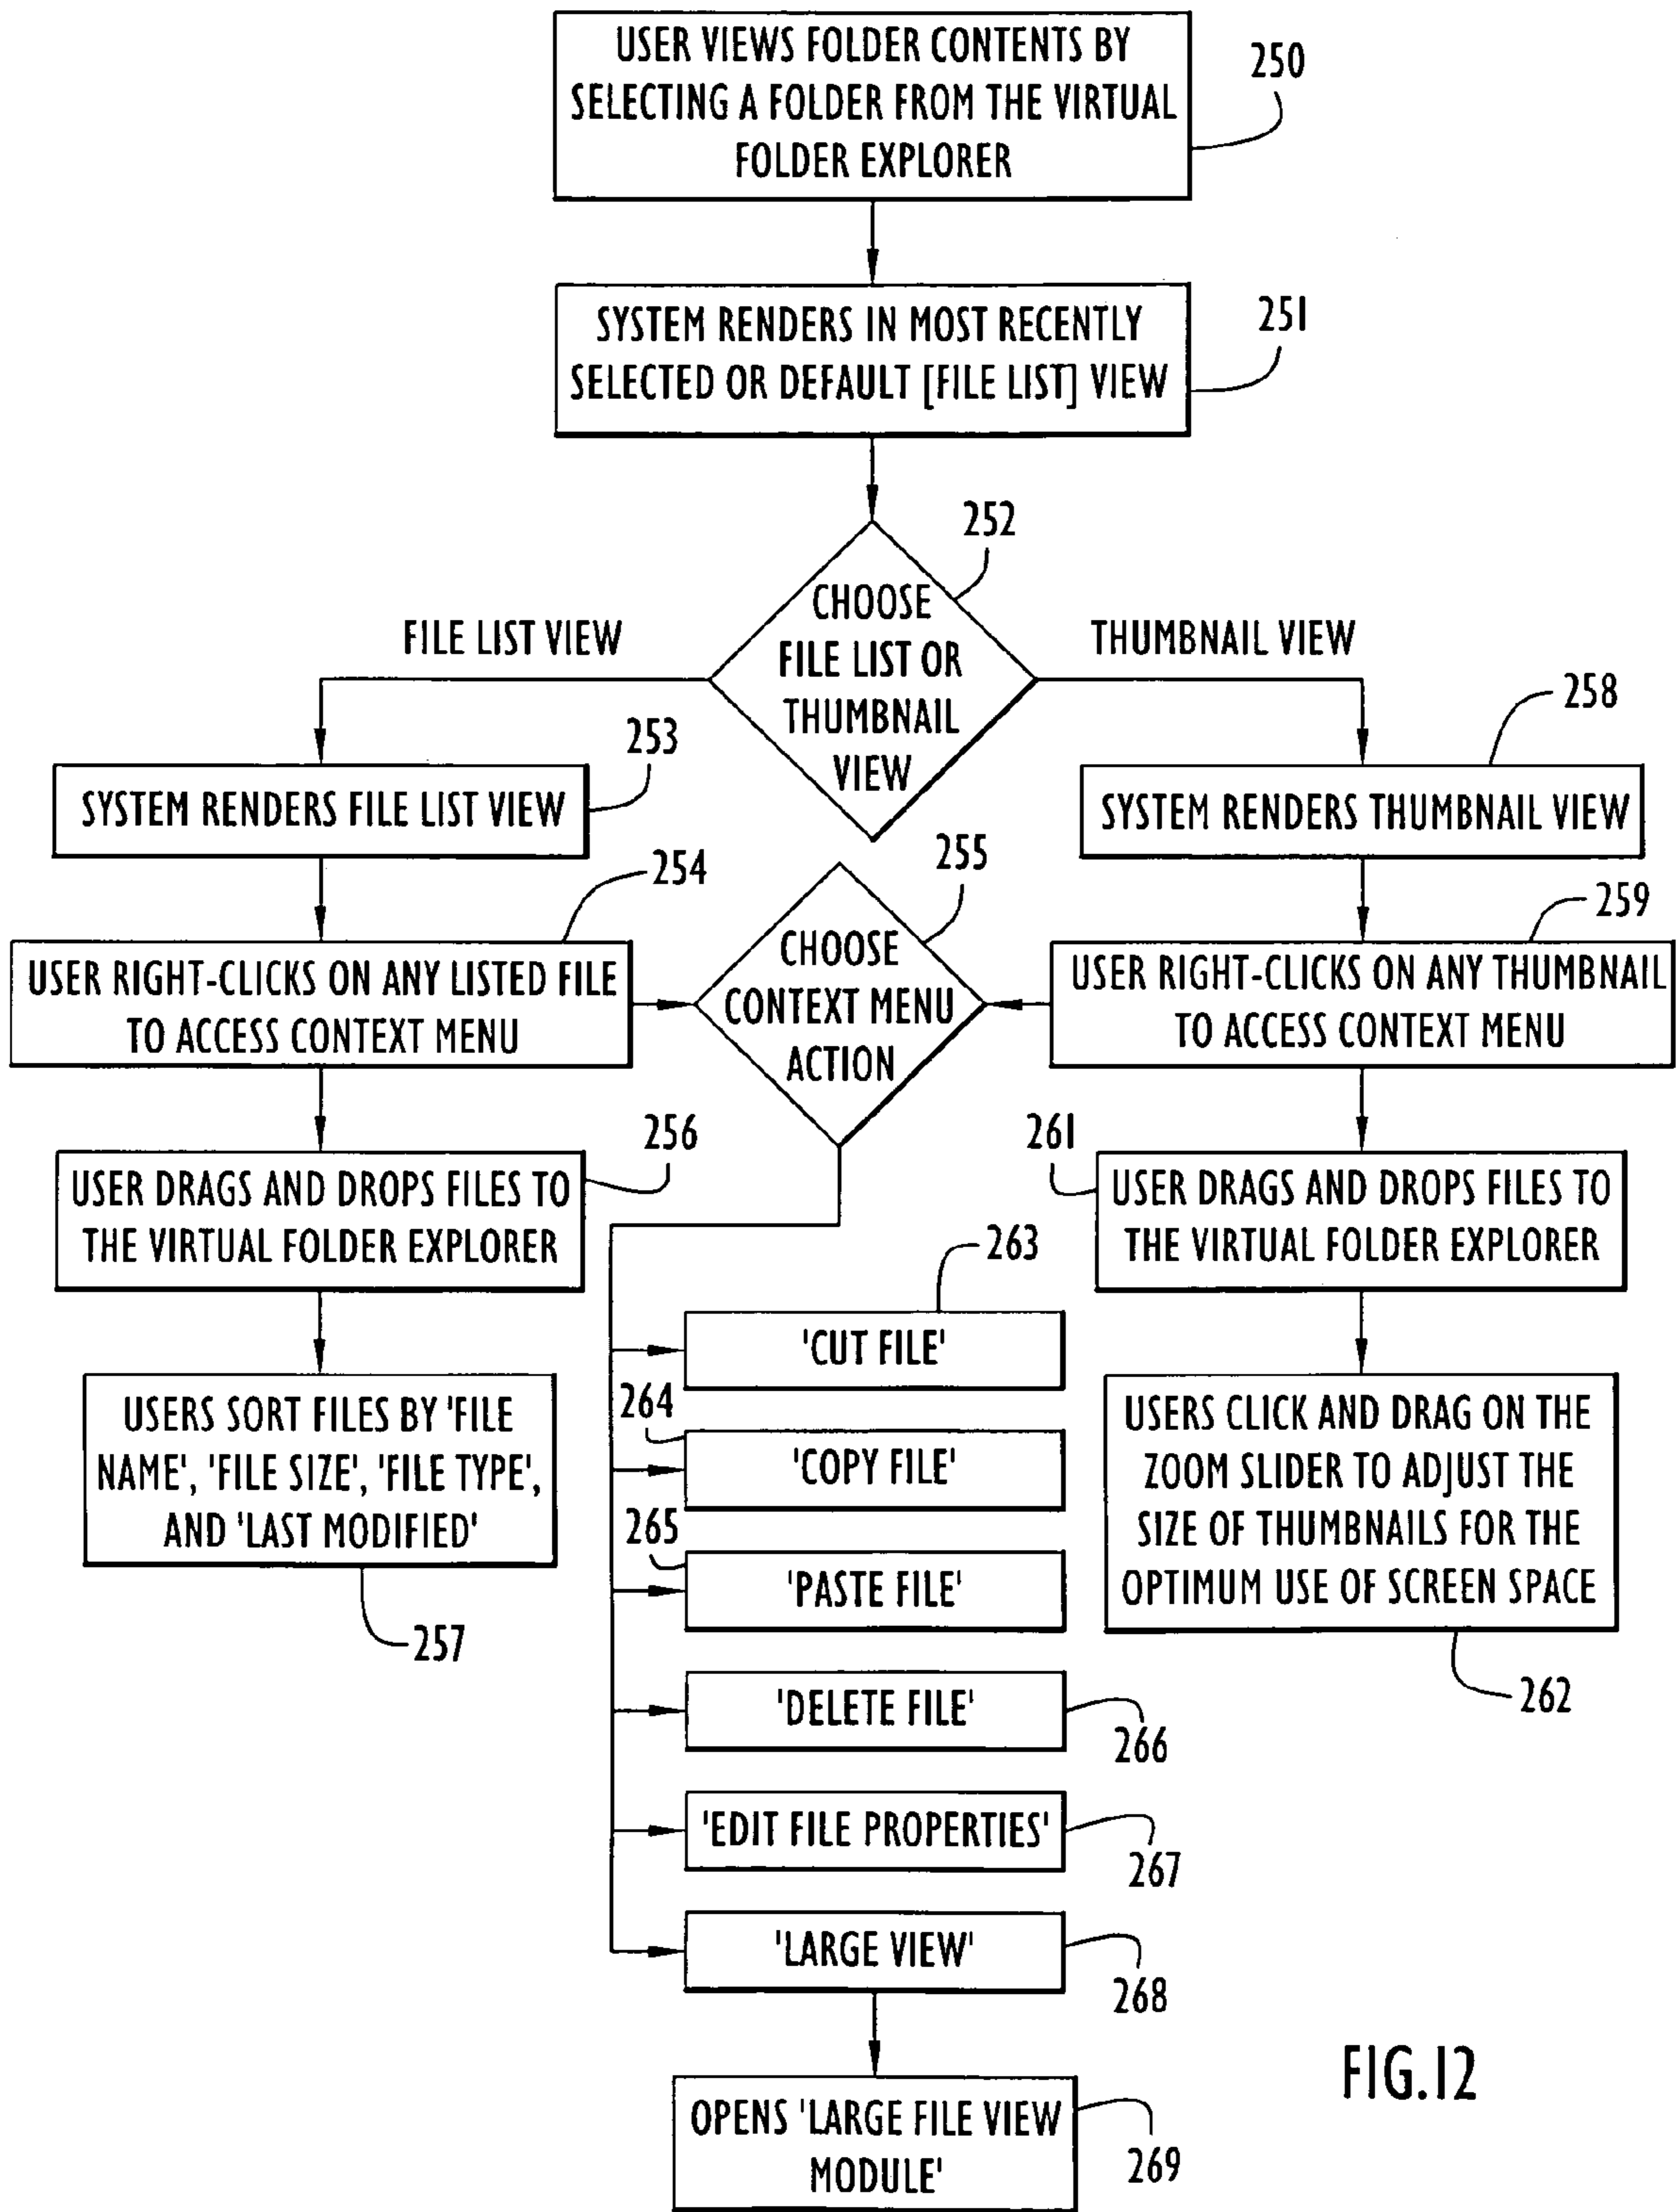 USER VIEWS FOLDER CONTENTS BY
SELECTING A FOLDER FROM THE VIRTUAL
FOLDER EXPLORER
250
SYSTEM RENDERS IN MOST RECENTLY
SELECTED OR DEFAULT [FILE LIST] VIEW
251
252
CHOOSE
FILE LIST OR
THUMBNAIL
VIEW
FILE LIST VIEW
THUMBNAIL VIEW
253
SYSTEM RENDERS FILE LIST VIEW
258
SYSTEM RENDERS THUMBNAIL VIEW
254
USER RIGHT-CLICKS ON ANY LISTED FILE
TO ACCESS CONTEXT MENU
255
CHOOSE
CONTEXT MENU
ACTION
259
USER RIGHT-CLICKS ON ANY THUMBNAIL
TO ACCESS CONTEXT MENU
256
USER DRAGS AND DROPS FILES TO
THE VIRTUAL FOLDER EXPLORER
261
USER DRAGS AND DROPS FILES TO
THE VIRTUAL FOLDER EXPLORER
USERS SORT FILES BY 'FILE
NAME', 'FILE SIZE', 'FILE TYPE',
AND 'LAST MODIFIED'
257
263
'CUT FILE'
264
'COPY FILE'
265
'PASTE FILE'
'DELETE FILE'
266
'EDIT FILE PROPERTIES'
267
'LARGE VIEW'
268
OPENS 'LARGE FILE VIEW
MODULE'
269
USERS CLICK AND DRAG ON THE
ZOOM SLIDER TO ADJUST THE
SIZE OF THUMBNAILS FOR THE
OPTIMUM USE OF SCREEN SPACE
262
FIG.12